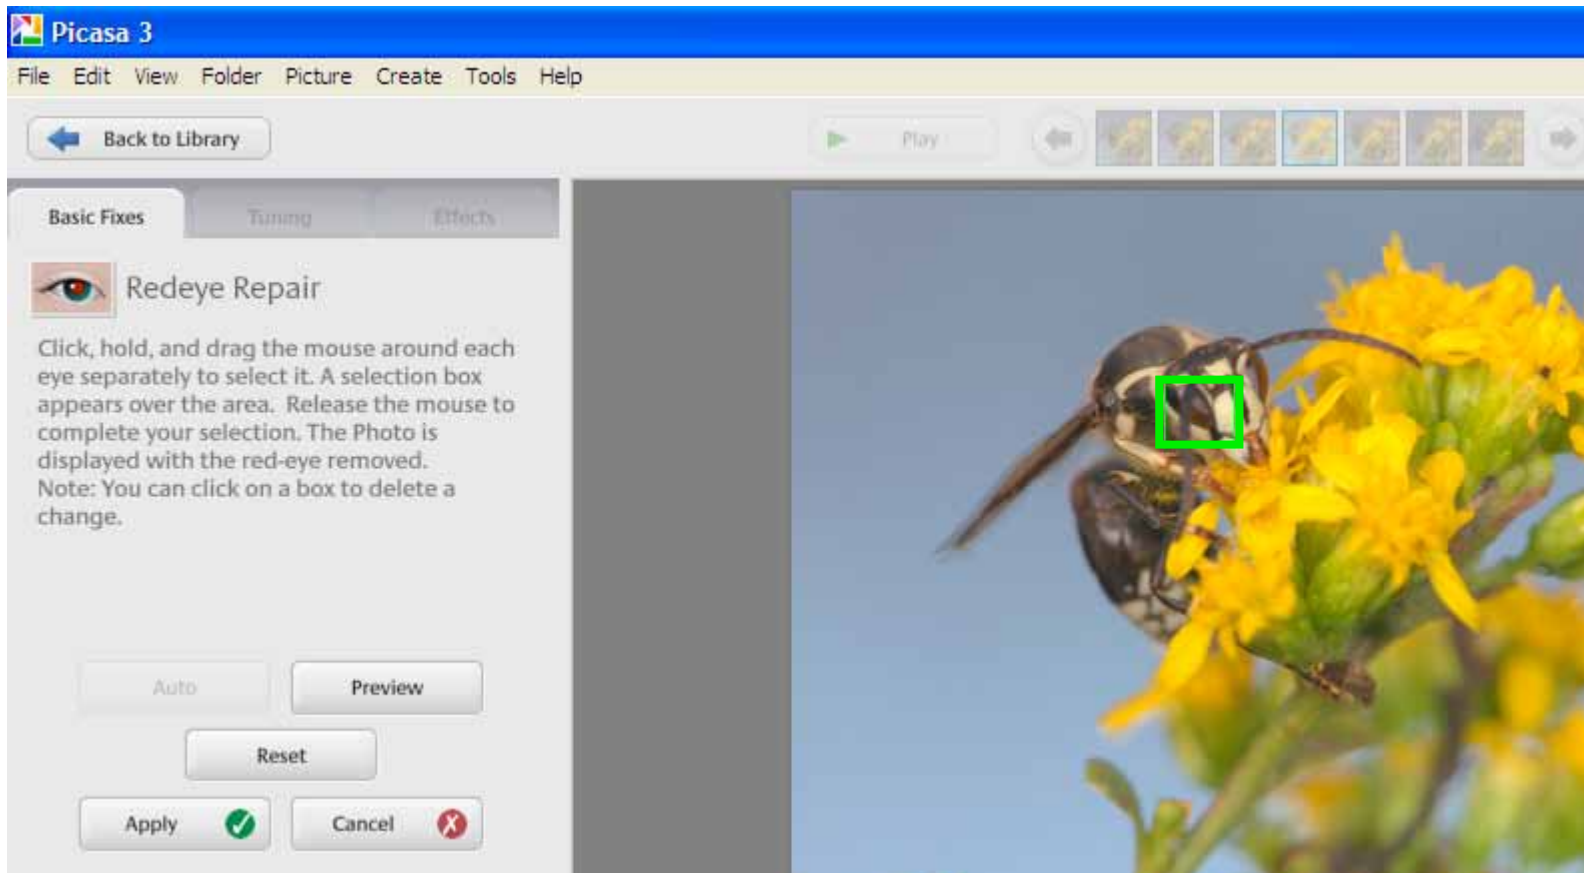 Picasa 3
File Edit View Folder Picture Create Tools Help
Back to Library
Play
Basic Fixes
Tuning
Effects
Redeye Repair
Click, hold, and drag the mouse around each
eye separately to select it. A selection box
appears over the area. Release the mouse to
complete your selection. The Photo is
displayed with the red-eye removed.
Note: You can click on a box to delete a
change.
Auto
Preview
Reset
Apply
Cancel